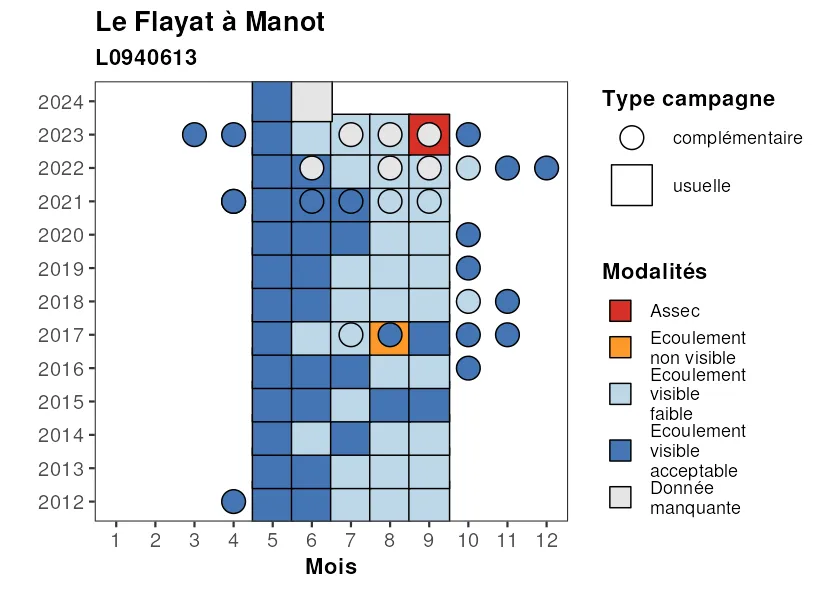 Le Flayat à Manot
L0940613
2024
2023
2022
2021
2020
2019
2018
2017
2016
2015
2014
2013
2012
1 2 3 4 5 6 7 8 9 10 11 12
Mois
Type campagne
complémentaire
usuelle
Modalités
Assec
Ecoulement
non visible
Ecoulement
visible
faible
Ecoulement
visible
acceptable
Donnée
manquante